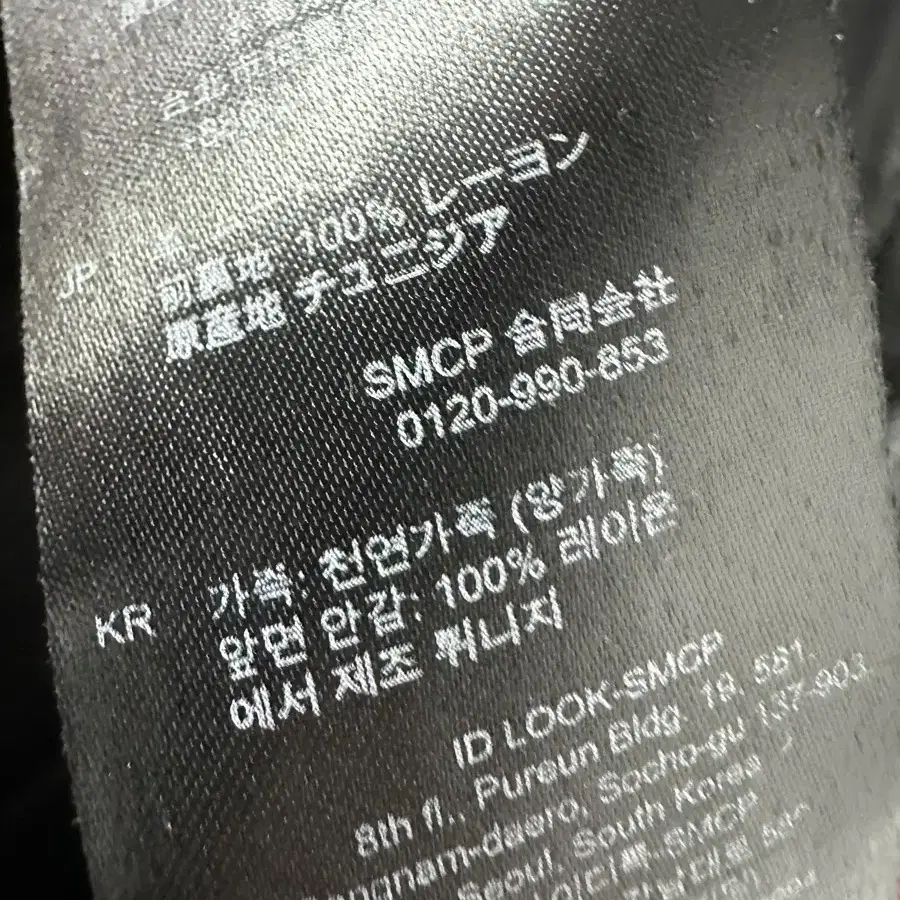 JP
前裏地 100% レーヨン
原産地 チュニジア
SMCP 合同会社
0120-990-853
KR 가죽: 천연가죽 (양가죽)
앞면 안감: 100% 레이온
에서 제조 튀니지
ID LOOK-SMCP
8th fl., Pureun Bldg. 19, 581,
Socho-gu 137-903,
Seoul, South Korea